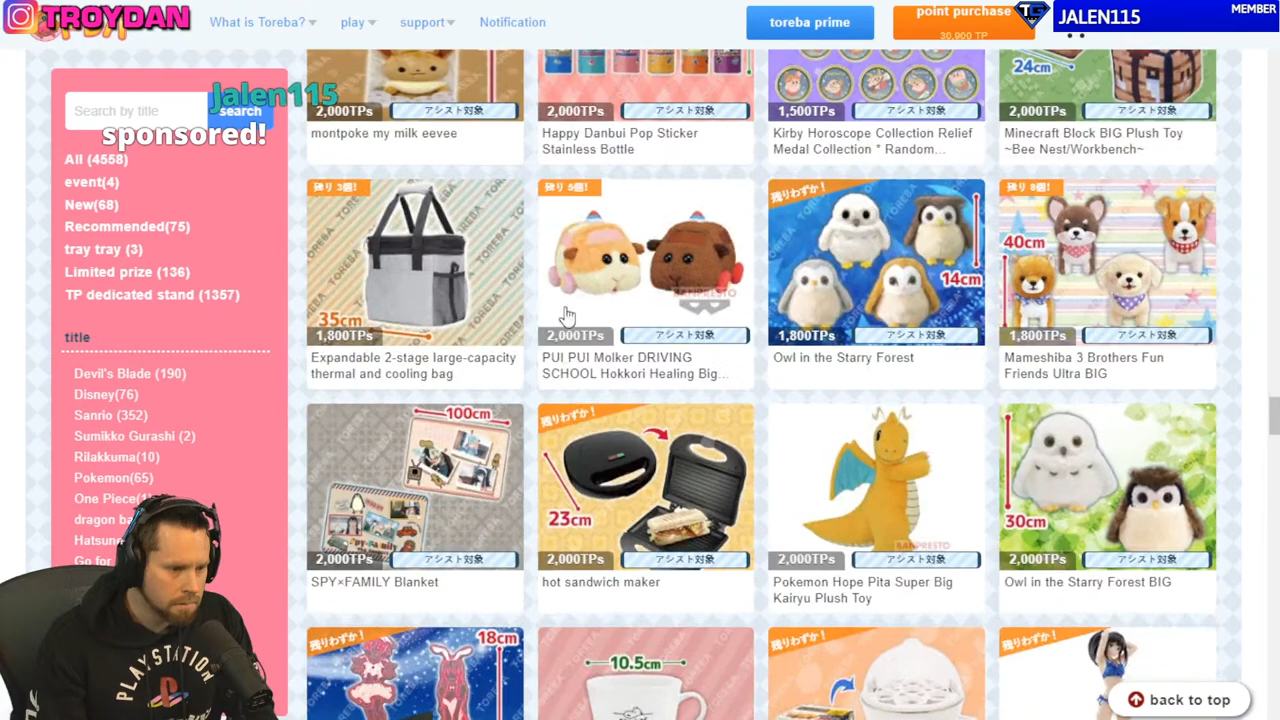 TROYDAN
What is Toreba?
play
support
Notification
toreba prime
point purchase
30,900 TP
JALEN115
MEMBER
Search by title
search
Jalen115
sponsored!
All (4558)
event(4)
New(68)
Recommended(75)
tray tray (3)
Limited prize (136)
TP dedicated stand (1357)
title
Devil's Blade (190)
Disney(76)
Sanrio (352)
Sumikko Gurashi (2)
Rilakkuma(10)
Pokemon(65)
One Piece(
dragon
Hatsune
Go for
2,000TPs アシスト対象
montpoke my milk eevee
2,000TPs アシスト対象
Happy Danbui Pop Sticker
Stainless Bottle
1,500TPs アシスト対象
Kirby Horoscope Collection Relief
Medal Collection * Random...
24cm
2,000TPs アシスト対象
Minecraft Block BIG Plush Toy
~Bee Nest/Workbench~
残り 3個!
35cm
1,800TPs アシスト対象
Expandable 2-stage large-capacity
thermal and cooling bag
残り 5個!
BANPRESTO
2,000TPs アシスト対象
PUI PUI Molker DRIVING
SCHOOL Hokkori Healing Big...
残りわずか!
14cm
1,800TPs アシスト対象
Owl in the Starry Forest
残り 8個!
40cm
1,800TPs アシスト対象
Mameshiba 3 Brothers Fun
Friends Ultra BIG
100cm
2,000TPs アシスト対象
SPY×FAMILY Blanket
残りわずか!
23cm
2,000TPs アシスト対象
hot sandwich maker
BANPRESTO
2,000TPs アシスト対象
Pokemon Hope Pita Super Big
Kairyu Plush Toy
30cm
2,000TPs アシスト対象
Owl in the Starry Forest BIG
残りわずか!
18cm
10.5cm
残りわずか!
残りわずか!
back to top
PLAYSTATION